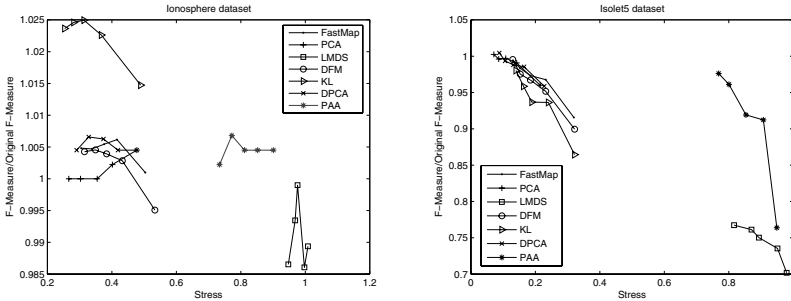 Ionosphere dataset
1.025
1.02
1.015
1.01
1.005
1
0.995
0.99
0.985
F−Measure/Original F−Measure
FastMap
PCA
LMDS
DFM
KL
DPCA
PAA
0.2
0.4
0.6
0.8
1
1.2
Stress
Isolet5 dataset
1.05
1
0.95
0.9
0.85
0.8
0.75
0.7
F−Measure/Original F−Measure
FastMap
PCA
LMDS
DFM
KL
DPCA
PAA
0
0.2
0.4
0.6
0.8
1
Stress